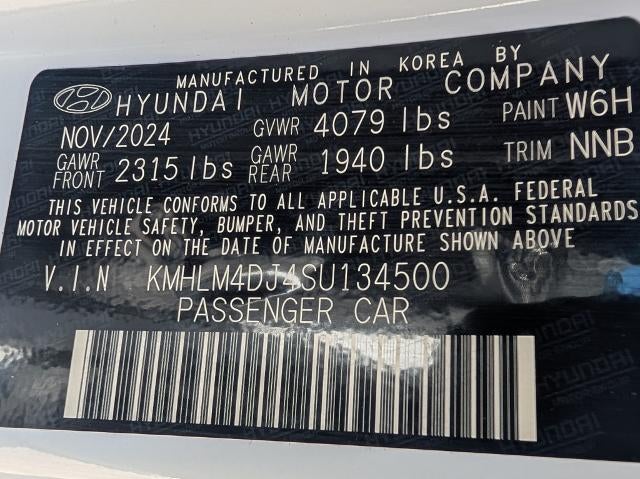 MANUFACTURED IN KOREA BY
HYUNDAI MOTOR COMPANY
NOV/2024 GVWR 4079 lbs PAINT W6H
GAWR FRONT 2315 lbs GAWR REAR 1940 lbs TRIM NNB
THIS VEHICLE CONFORMS TO ALL APPLICABLE U.S.A. FEDERAL
MOTOR VEHICLE SAFETY, BUMPER, AND THEFT PREVENTION STANDARDS
IN EFFECT ON THE DATE OF MANUFACTURE SHOWN ABOVE
V.I.N KMHLM4DJ4SU134500
PASSENGER CAR